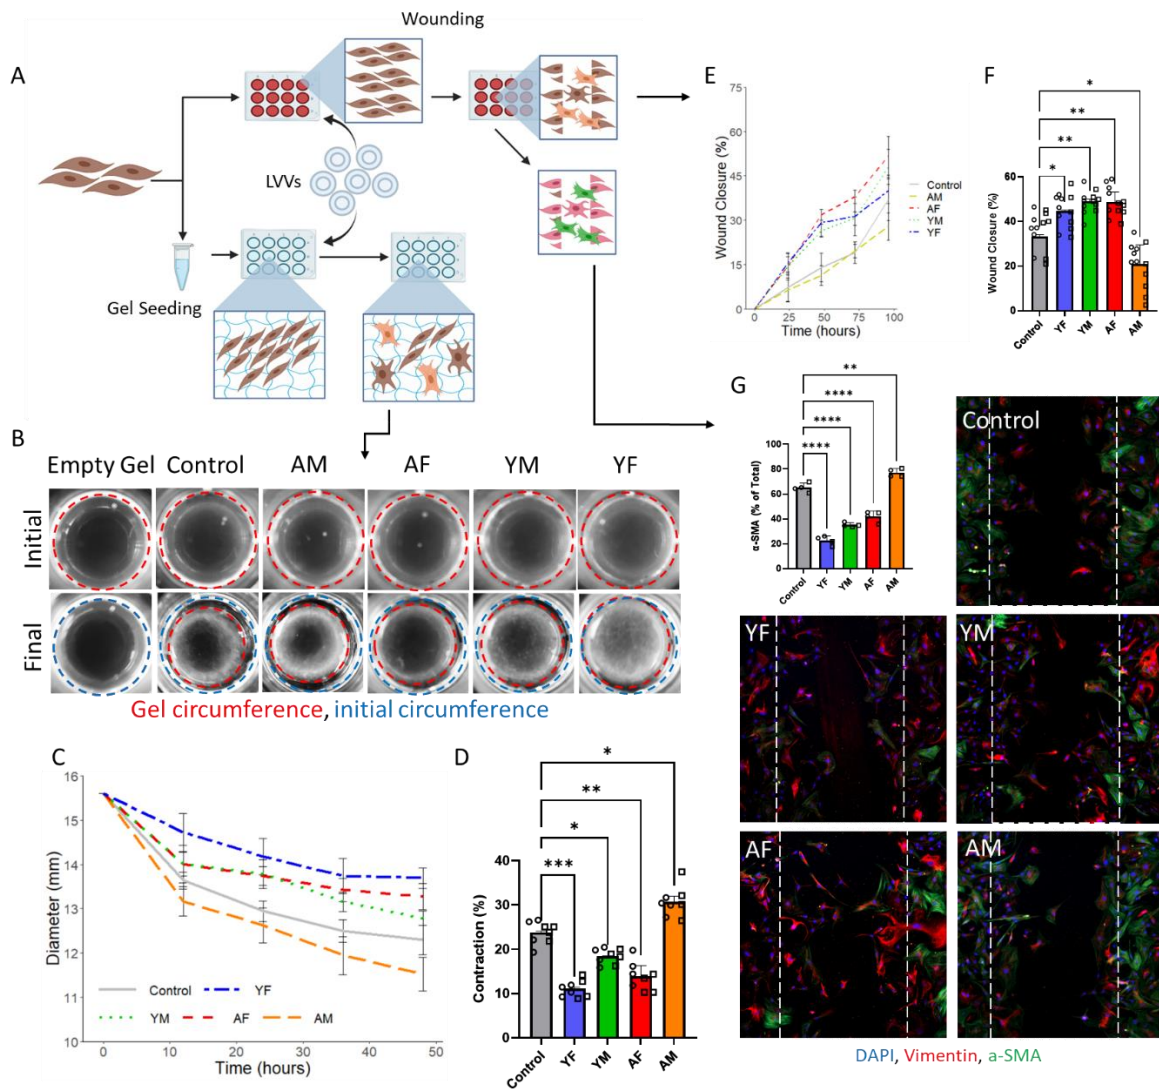 Wounding
A
LVVs
Gel Seeding
E
Wound Closure (%)
75
60
45
30
15
0
Control
AM
AF
YM
YF
0 25 50 75 100
Time (hours)
F
*
**
**
*
Wound Closure (%)
60
40
20
0
Control YF YM AF AM
B
Empty Gel Control AM AF YM YF
Initial
Final
Gel circumference, initial circumference
C
Diameter (mm)
16
15
14
13
12
11
10
Control YF
YM AF AM
0 10 20 30 40 50
Time (hours)
D
*
**
*
***
Contraction (%)
40
30
20
10
0
Control YF YM AF AM
G
**
****
****
****
α-SMA (% of Total)
100
80
60
40
20
0
Control YF YM AF AM
Control
YF
YM
AF
AM
DAPI, Vimentin, a-SMA